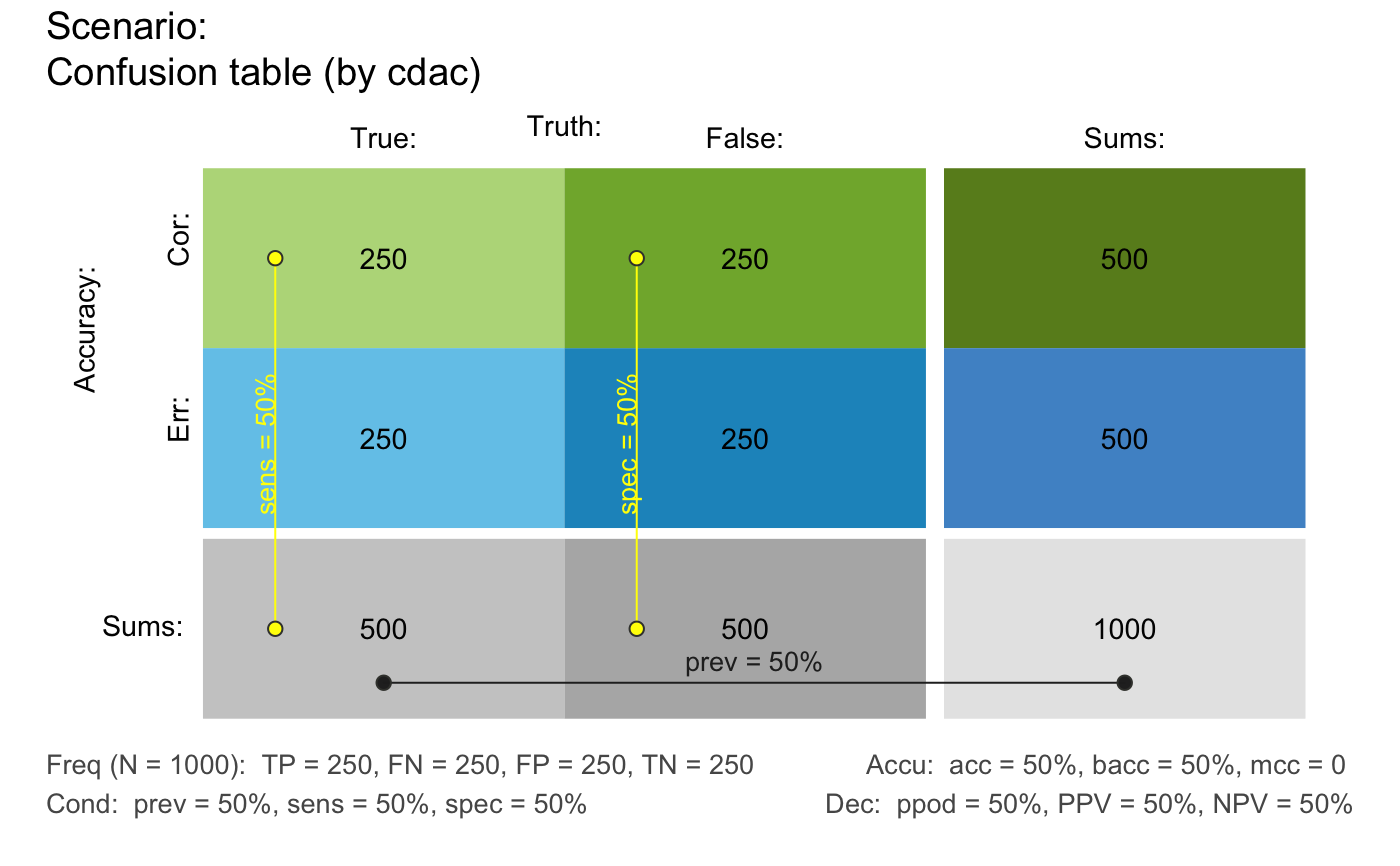 Scenario:
Confusion table (by cdac)
Truth:
True:
False:
Sums:
Accuracy:
Cor:
250
250
500
Err:
sens = 50%
250
spec = 50%
250
500
Sums:
500
500
1000
prev = 50%
Freq (N = 1000):  TP = 250, FN = 250, FP = 250, TN = 250
Accu:  acc = 50%, bacc = 50%, mcc = 0
Cond:  prev = 50%, sens = 50%, spec = 50%
Dec:  ppod = 50%, PPV = 50%, NPV = 50%